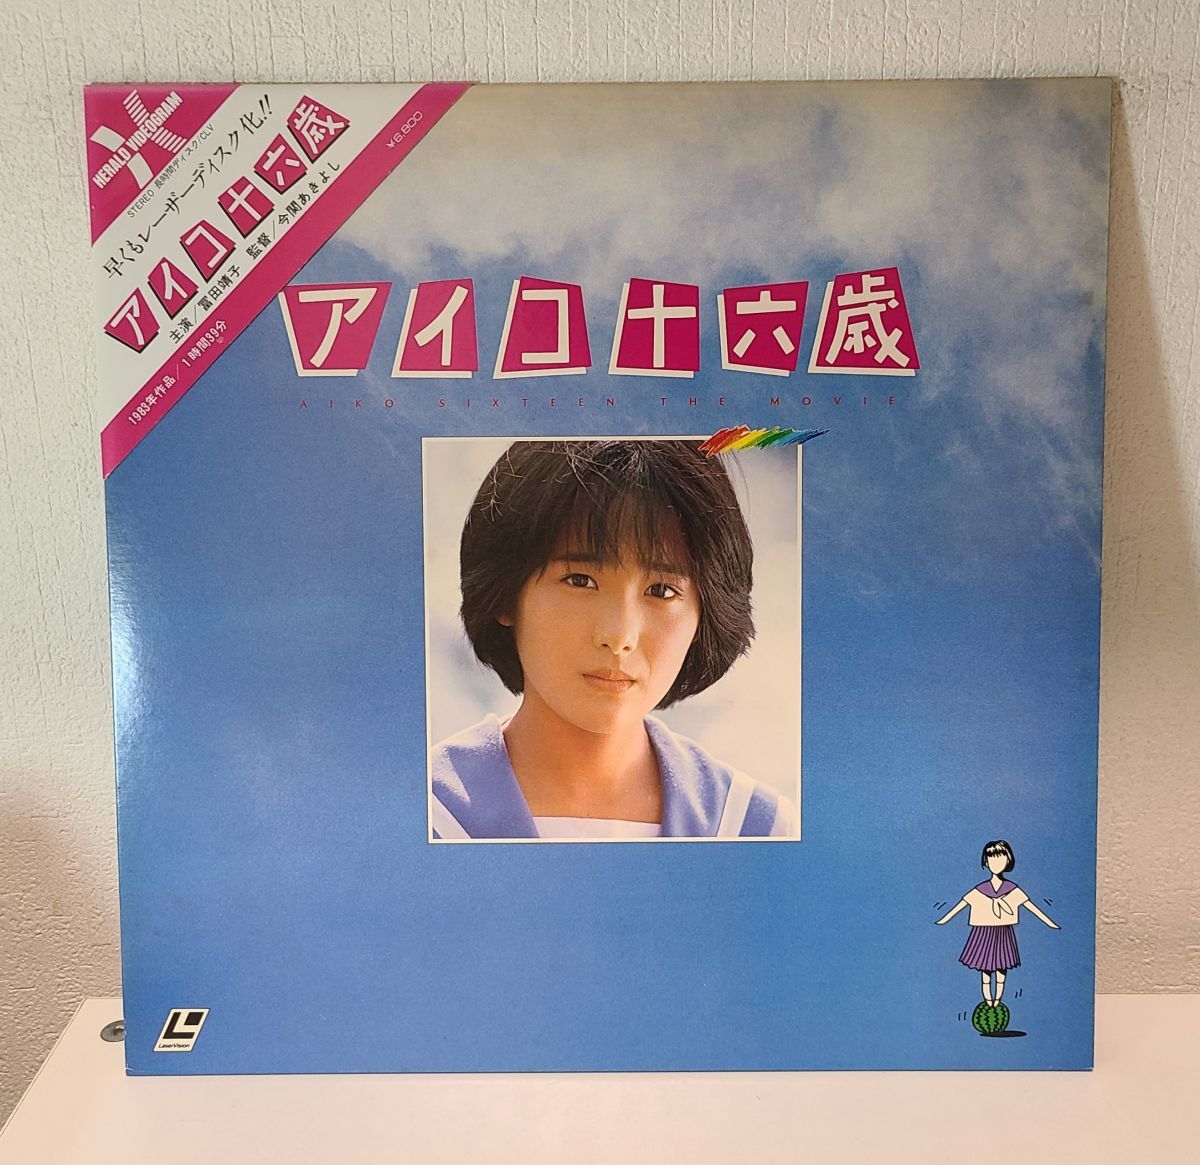 HERALD VIDEOGRAM
STEREO 長時間ディスク/CLV
早くもレーザーディスク化!!
アイコ十六歳
主演/冨田靖子 監督/今関あきよし
1983年作品/1時間39分
¥6,800
アイコ十六歳
AIKO SIXTEEN THE MOVIE
LaserVision